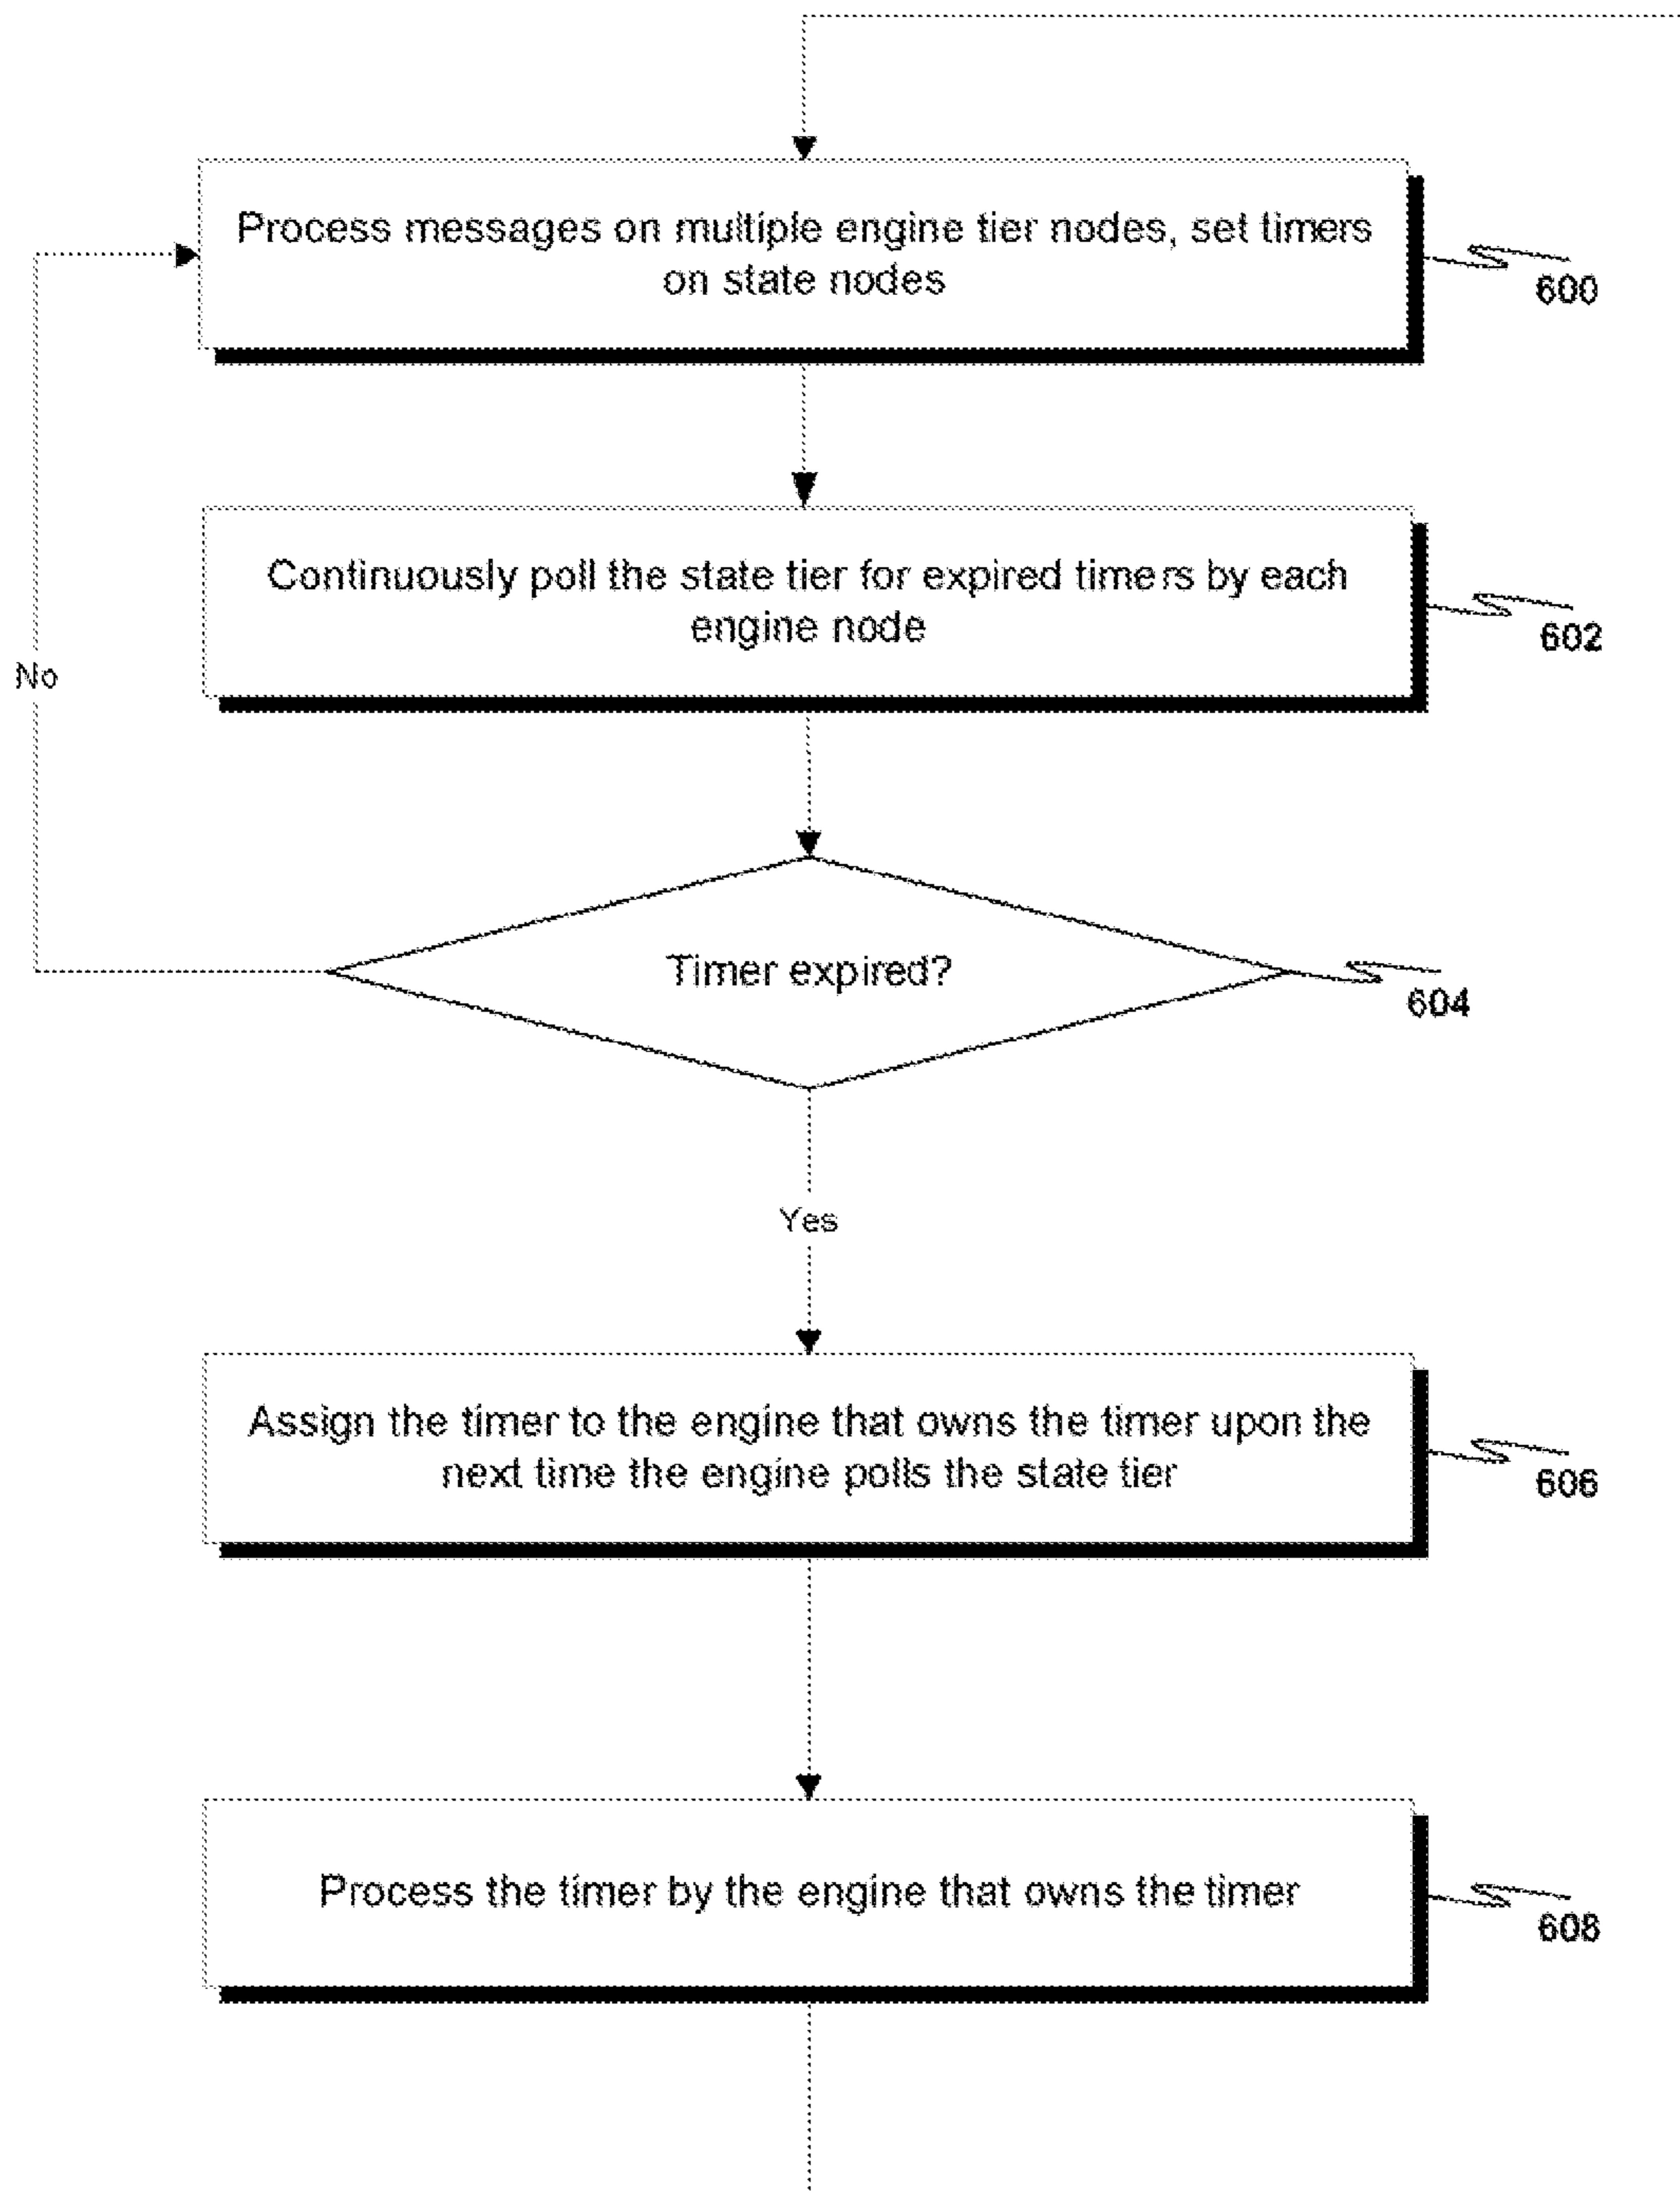 Process messages on multiple engine tier nodes, set timers
on state nodes
600
Continuously poll the state tier for expired timers by each
engine node
602
No
Timer expired?
604
Yes
Assign the timer to the engine that owns the timer upon the
next time the engine polls the state tier
606
Process the timer by the engine that owns the timer
608